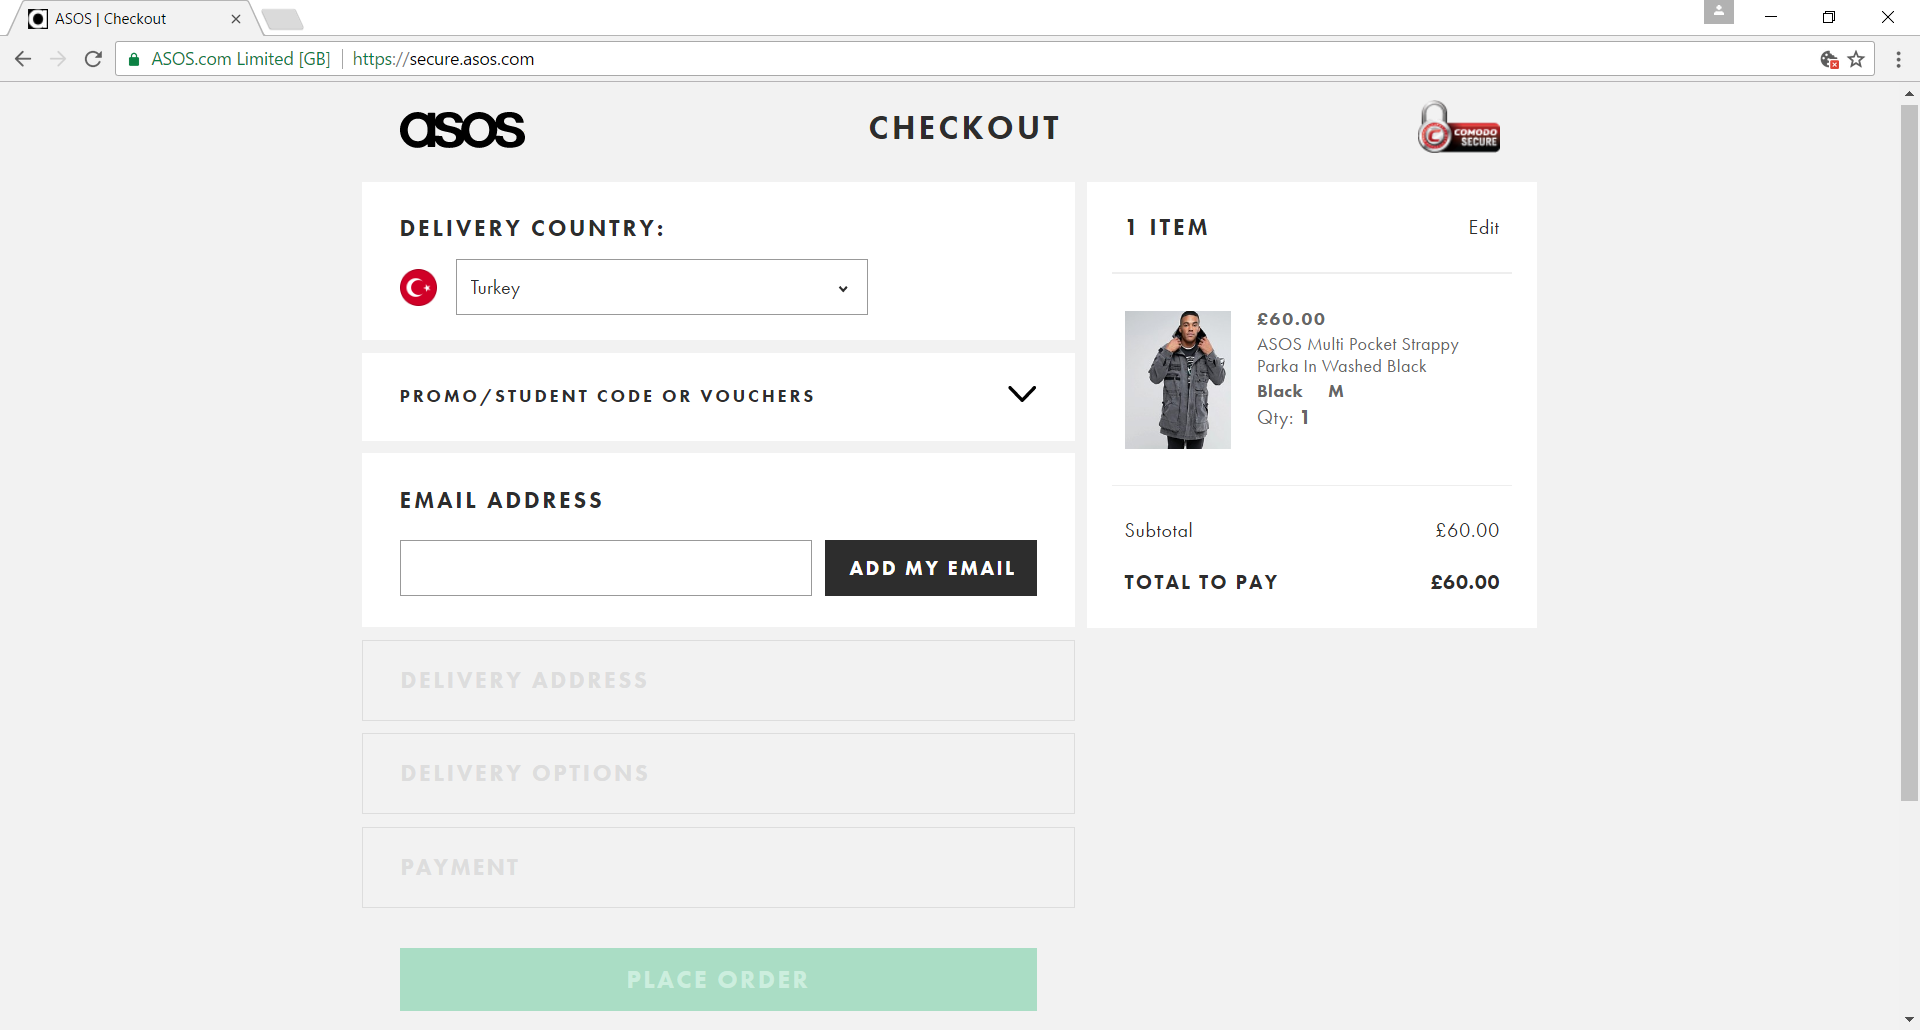 ASOS | Checkout
ASOS.com Limited [GB] https://secure.asos.com
asos
CHECKOUT
COMODO
SECURE
DELIVERY COUNTRY:
Turkey
PROMO/STUDENT CODE OR VOUCHERS
EMAIL ADDRESS
ADD MY EMAIL
DELIVERY ADDRESS
DELIVERY OPTIONS
PAYMENT
PLACE ORDER
1 ITEM Edit
£60.00
ASOS Multi Pocket Strappy
Parka In Washed Black
Black M
Qty: 1
Subtotal £60.00
TOTAL TO PAY £60.00